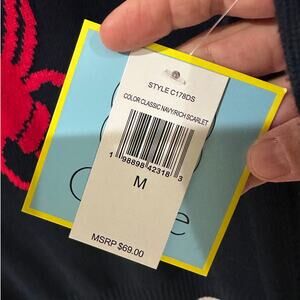 STYLE C178DS
COLOR CLASSIC NAVY/RICH SCARLET
1 98898 42318 3
M
MSRP $69.00